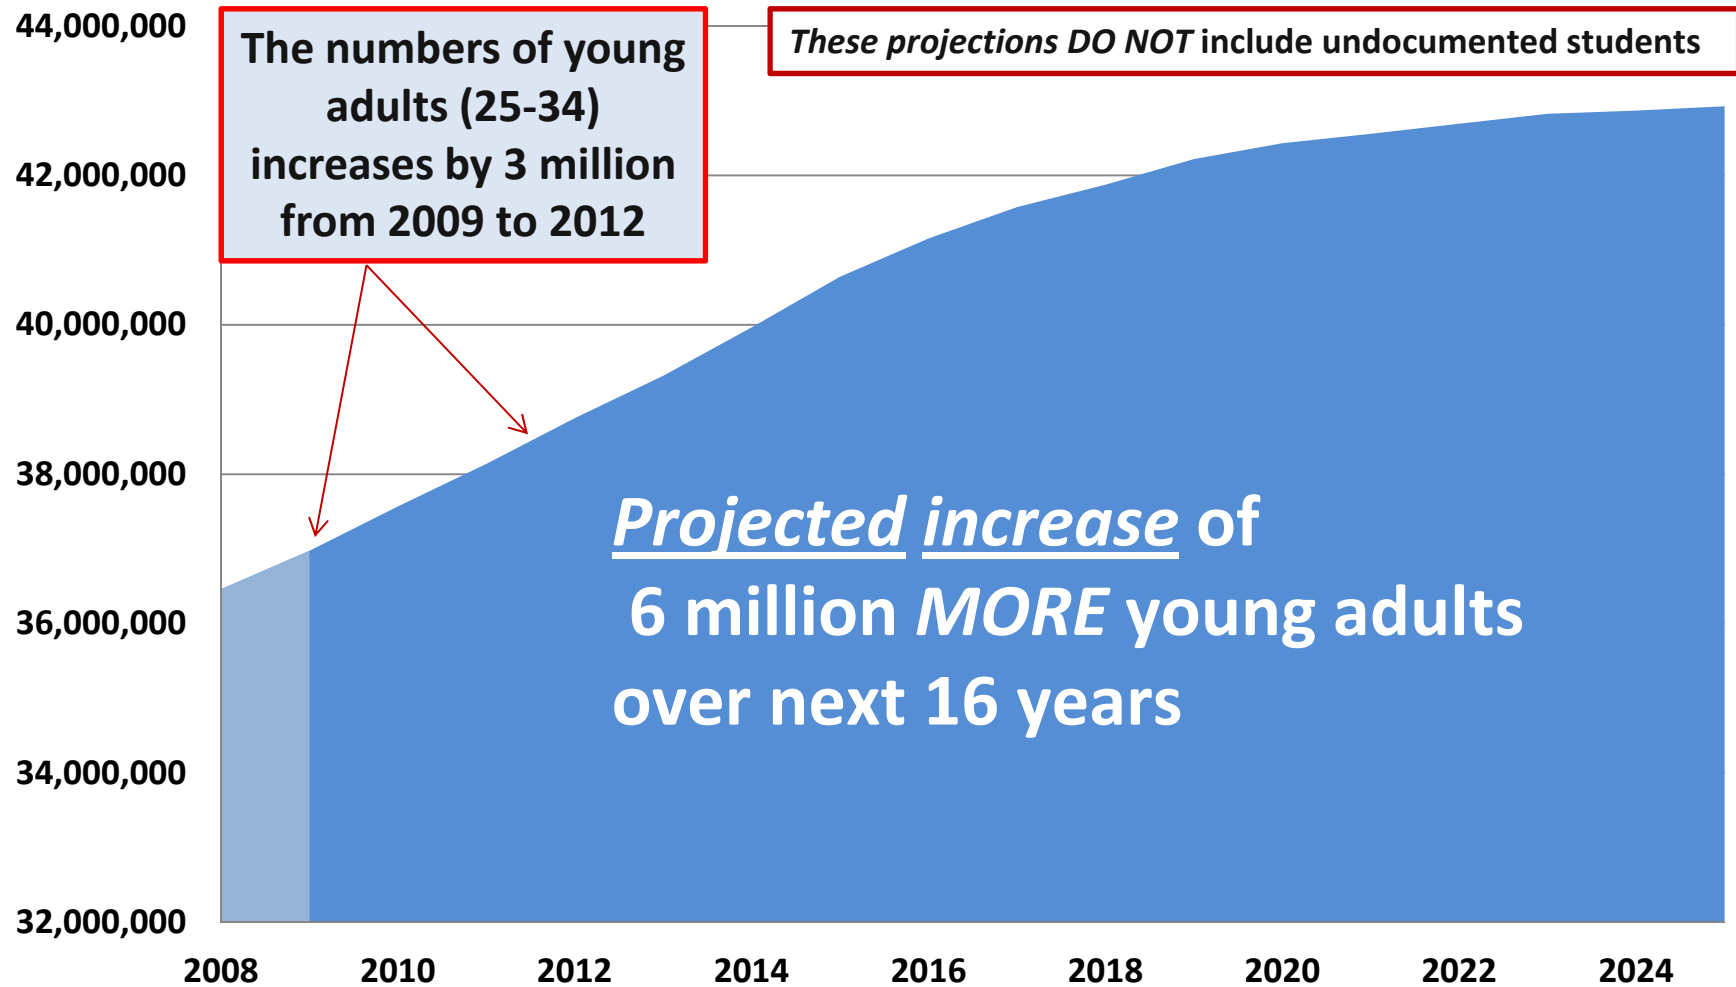 44,000,000
42,000,000
40,000,000
38,000,000
36,000,000
34,000,000
32,000,000
The numbers of young
adults (25-34)
increases by 3 million
from 2009 to 2012
These projections DO NOT include undocumented students
Projected increase of
6 million MORE young adults
over next 16 years
2008 2010 2012 2014 2016 2018 2020 2022 2024